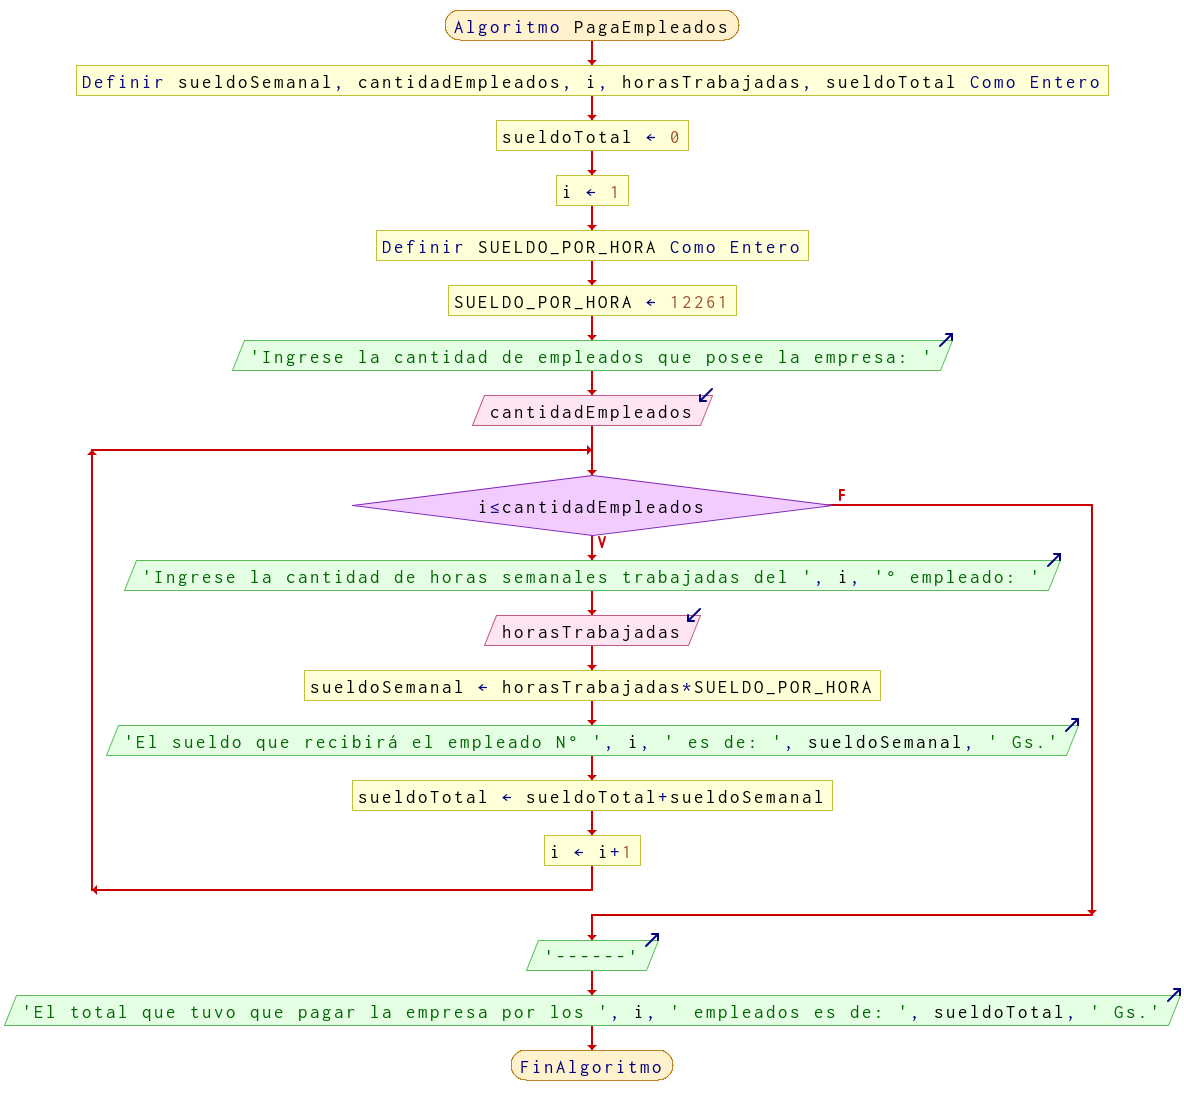 Algoritmo PagaEmpleados
Definir sueldoSemanal, cantidadEmpleados, i, horasTrabajadas, sueldoTotal Como Entero
sueldoTotal ← 0
i ← 1
Definir SUELDO_POR_HORA Como Entero
SUELDO_POR_HORA ← 12261
'Ingrese la cantidad de empleados que posee la empresa: '
cantidadEmpleados
i≤cantidadEmpleados
F
V
'Ingrese la cantidad de horas semanales trabajadas del ', i, '° empleado: '
horasTrabajadas
sueldoSemanal ← horasTrabajadas*SUELDO_POR_HORA
'El sueldo que recibirá el empleado N° ', i, ' es de: ', sueldoSemanal, ' Gs.'
sueldoTotal ← sueldoTotal+sueldoSemanal
i ← i+1
'------'
'El total que tuvo que pagar la empresa por los ', i, ' empleados es de: ', sueldoTotal, ' Gs.'
FinAlgoritmo